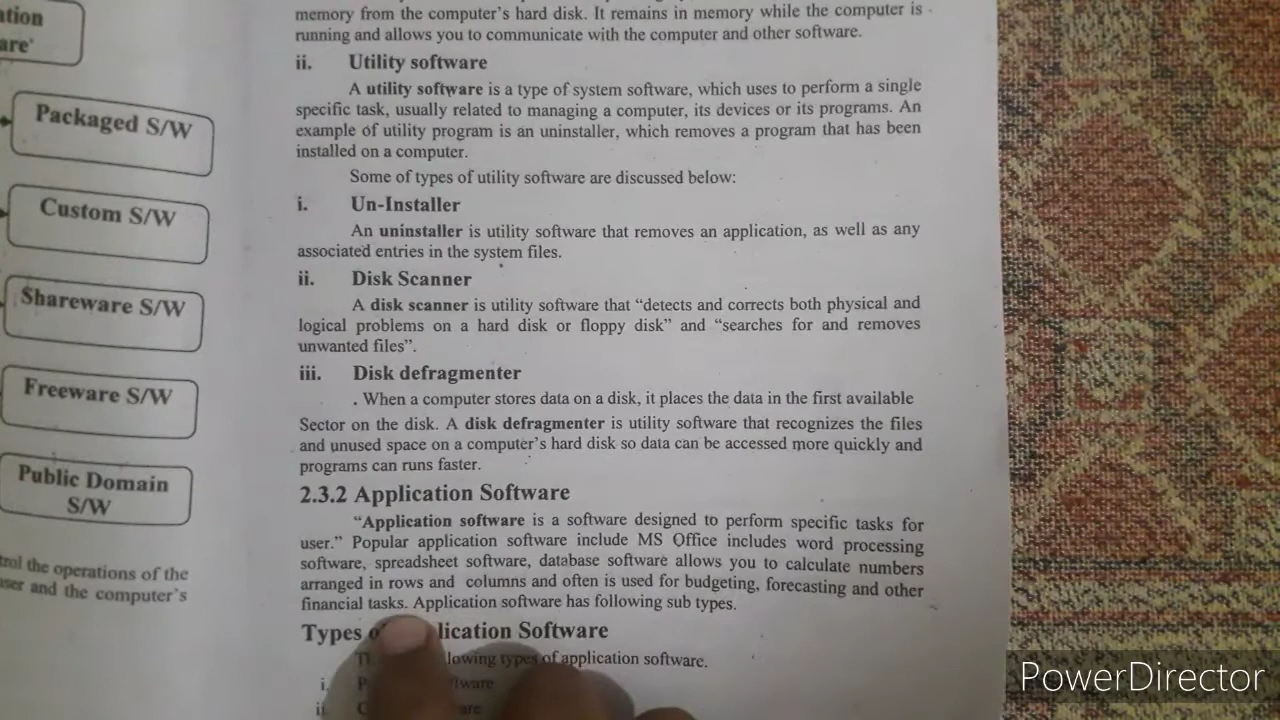 ation
are'
Packaged S/W
Custom S/W
Shareware S/W
Freeware S/W
Public Domain
S/W
trol the operations of the
user and the computer's
memory from the computer's hard disk. It remains in memory while the computer is
running and allows you to communicate with the computer and other software.
ii. Utility software
A utility software is a type of system software, which uses to perform a single
specific task, usually related to managing a computer, its devices or its programs. An
example of utility program is an uninstaller, which removes a program that has been
installed on a computer.
Some of types of utility software are discussed below:
i. Un-Installer
An uninstaller is utility software that removes an application, as well as any
associated entries in the system files.
ii. Disk Scanner
A disk scanner is utility software that “detects and corrects both physical and
logical problems on a hard disk or floppy disk” and “searches for and removes
unwanted files”.
iii. Disk defragmenter
. When a computer stores data on a disk, it places the data in the first available
Sector on the disk. A disk defragmenter is utility software that recognizes the files
and unused space on a computer's hard disk so data can be accessed more quickly and
programs can runs faster.
2.3.2 Application Software
“Application software is a software designed to perform specific tasks for
user.” Popular application software include MS Office includes word processing
software, spreadsheet software, database software allows you to calculate numbers
arranged in rows and columns and often is used for budgeting, forecasting and other
financial tasks. Application software has following sub types.
Types lication Software
lowing types of application software.
i.
ii.
PowerDirector